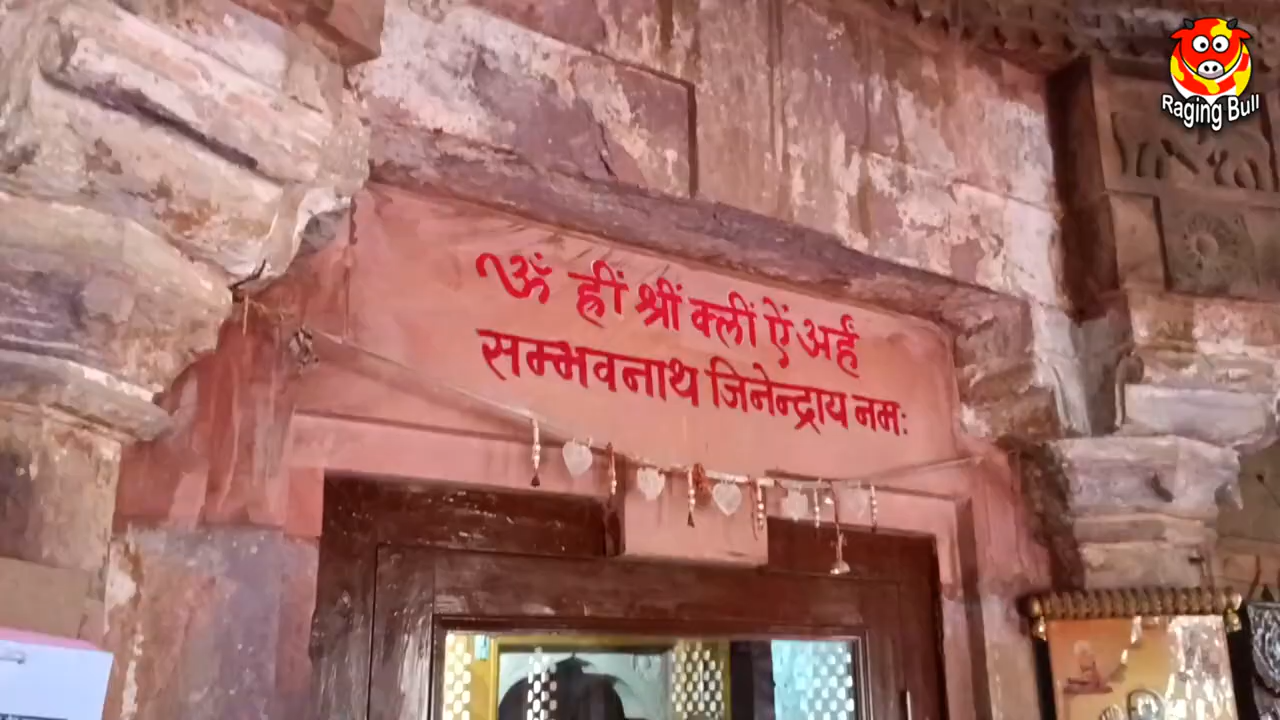 ॐ ह्रीं श्रीं क्लीं ऐं अर्हं
सम्भवनाथ जिनेन्द्राय नमः
Raging Bull